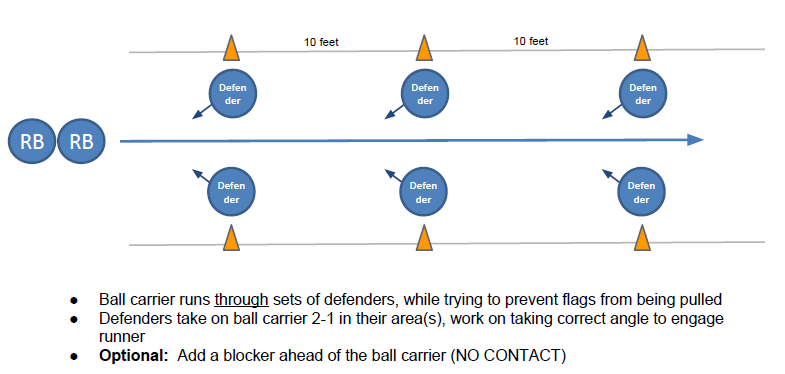 10 feet 10 feet
Defen Defen Defen
der der der
RB RB
Defen Defen Defen
der der der
● Ball carrier runs through sets of defenders, while trying to prevent flags from being pulled
● Defenders take on ball carrier 2-1 in their area(s), work on taking correct angle to engage
runner
● Optional: Add a blocker ahead of the ball carrier (NO CONTACT)